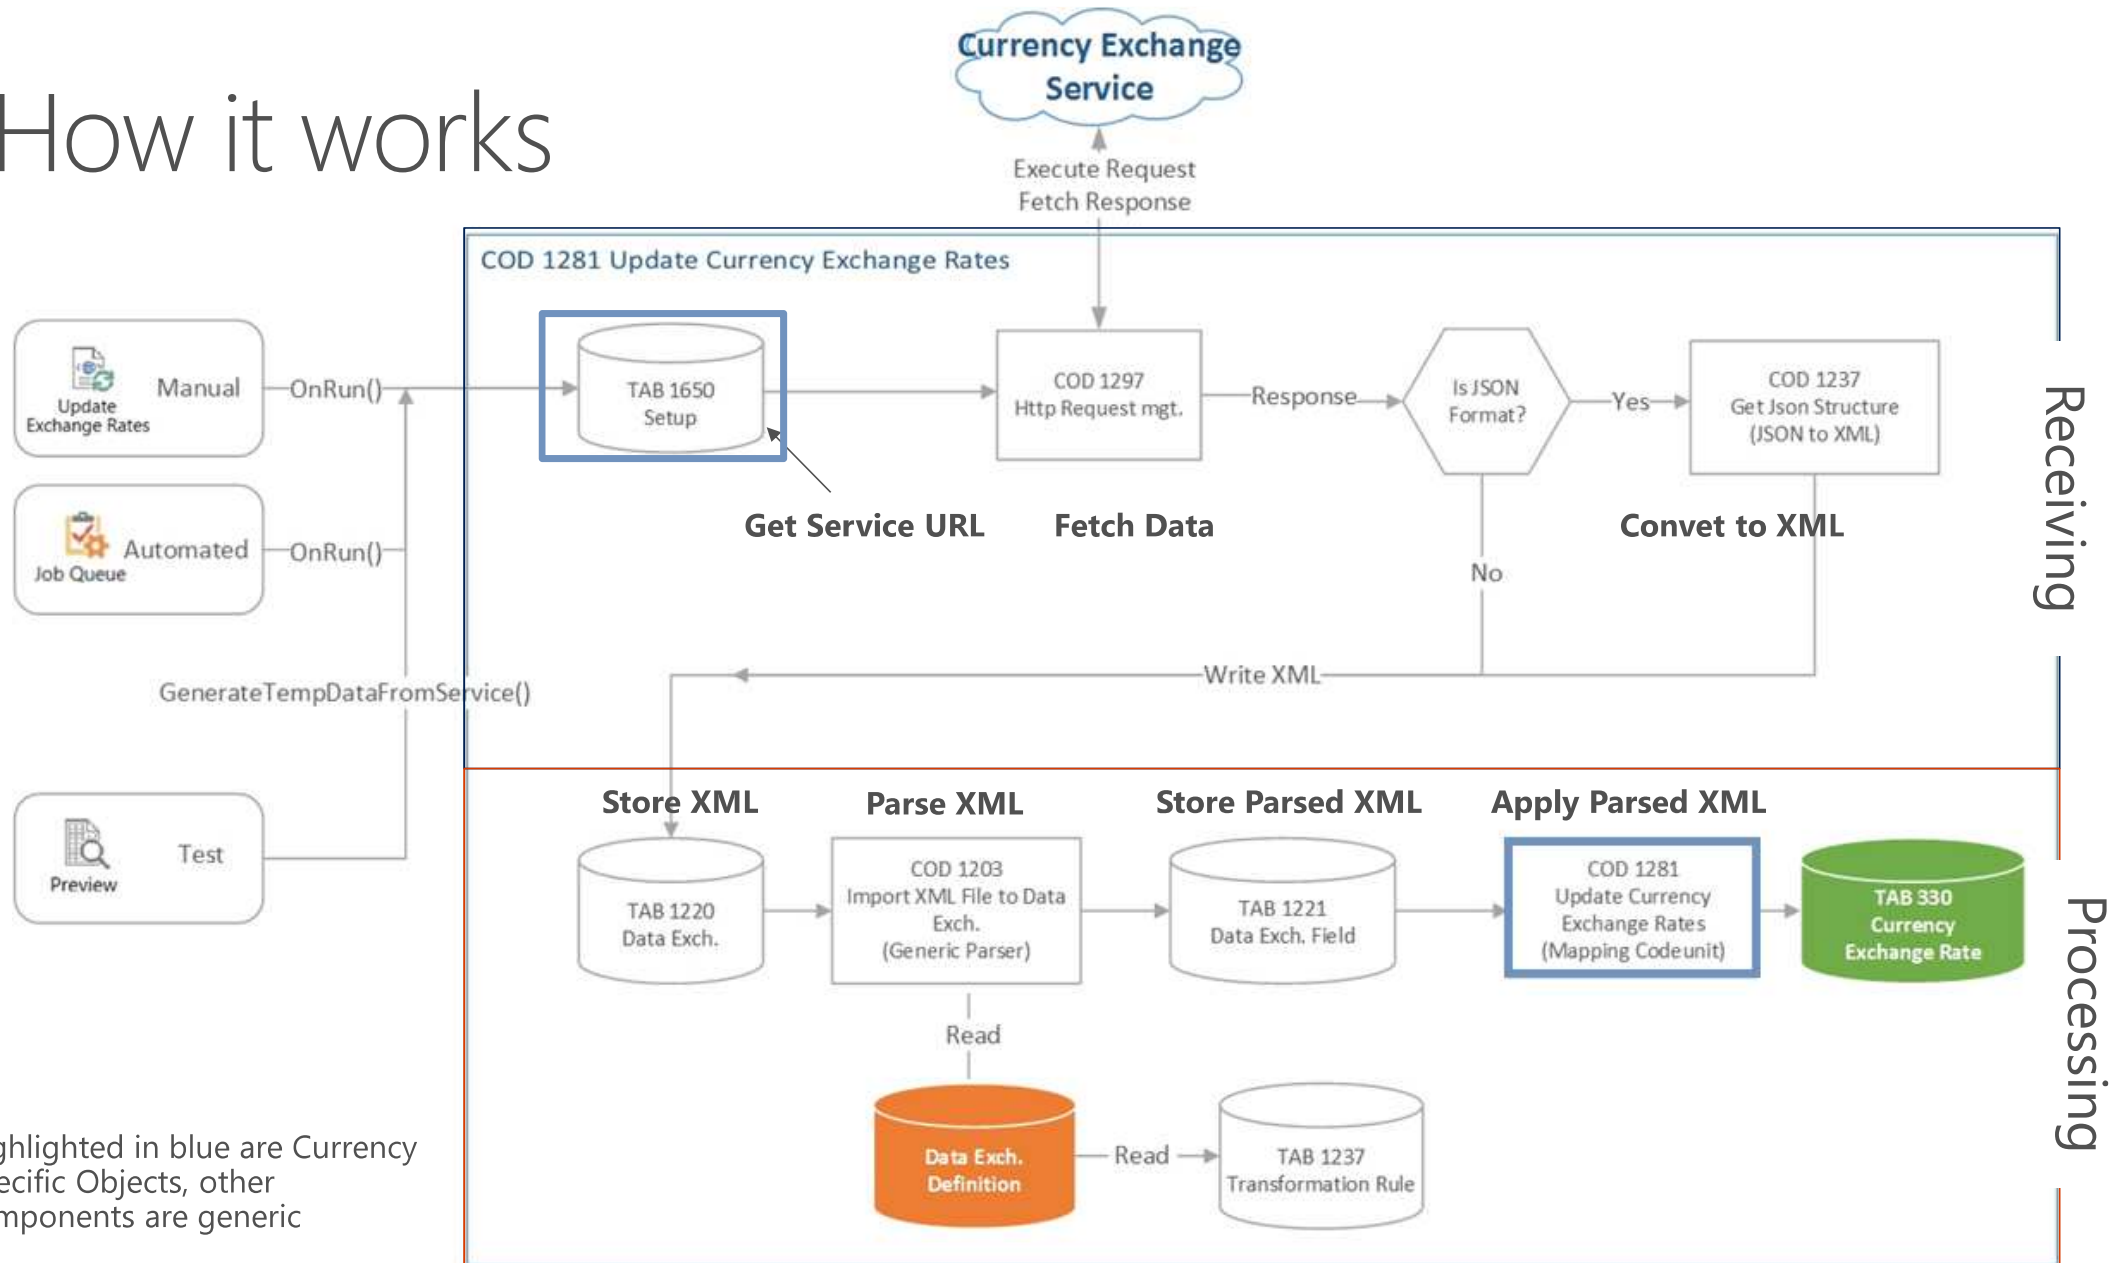 How it works
Currency Exchange
Service
Execute Request
Fetch Response
COD 1281 Update Currency Exchange Rates
Update
Exchange Rates
Manual
OnRun()
Job Queue
Automated
OnRun()
GenerateTempDataFromService()
Preview
Test
TAB 1650
Setup
COD 1297
Http Request mgt.
Response
Is JSON
Format?
Yes
COD 1237
Get Json Structure
(JSON to XML)
Get Service URL
Fetch Data
Convet to XML
No
Write XML
Receiving
Store XML
Parse XML
Store Parsed XML
Apply Parsed XML
TAB 1220
Data Exch.
COD 1203
Import XML File to Data
Exch.
(Generic Parser)
TAB 1221
Data Exch. Field
COD 1281
Update Currency
Exchange Rates
(Mapping Codeunit)
TAB 330
Currency
Exchange Rate
Read
Data Exch.
Definition
Read
TAB 1237
Transformation Rule
Processing
ghlighted in blue are Currency
ecific Objects, other
mponents are generic